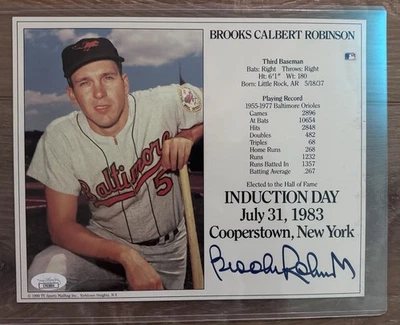 BROOKS CALBERT ROBINSON
Third Baseman
Bats: Right Throws: Right
Ht: 6'1" Wt: 180
Born: Little Rock, AR 5/18/37
Playing Record
1955-1977 Baltimore Orioles
Games 2896
At Bats 10654
Hits 2848
Doubles 482
Triples 68
Home Runs 268
Runs 1232
Runs Batted In 1357
Batting Average .267
Elected to the Hall of Fame
INDUCTION DAY
July 31, 1983
Cooperstown, New York
Brooks Robinson
Baltimore
5